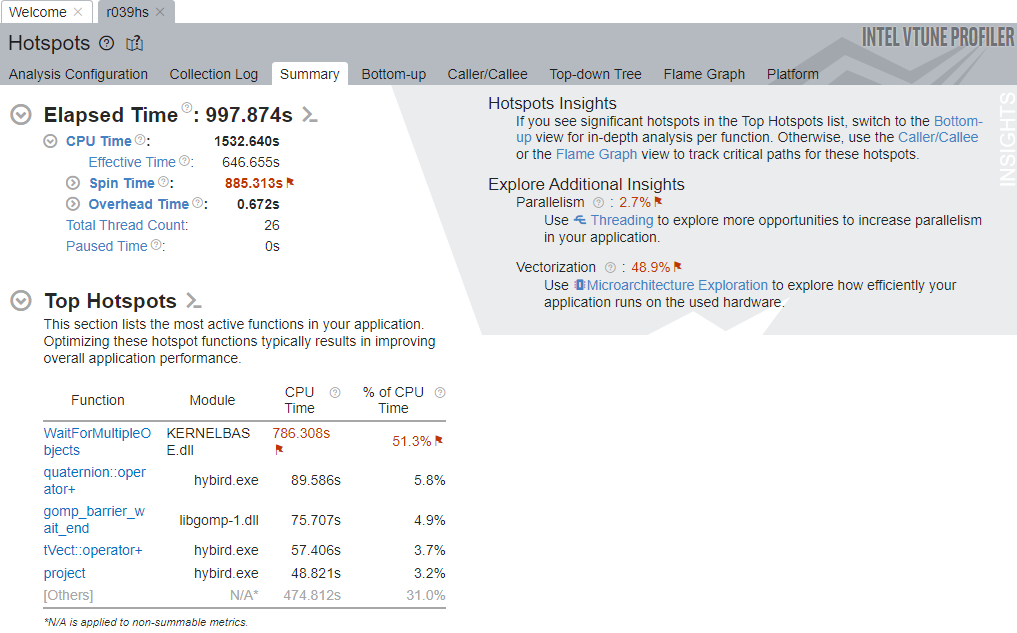 Welcome
r039hs
Hotspots
INTEL VTUNE PROFILER
Analysis Configuration Collection Log Summary Bottom-up Caller/Callee Top-down Tree Flame Graph Platform
Elapsed Time : 997.874s
CPU Time : 1532.640s
Effective Time : 646.655s
Spin Time : 885.313s
Overhead Time : 0.672s
Total Thread Count: 26
Paused Time : 0s
Top Hotspots
This section lists the most active functions in your application.
Optimizing these hotspot functions typically results in improving
overall application performance.
Function Module CPU Time % of CPU Time
WaitForMultipleO
bjects
KERNELBAS
E.dll
786.308s 51.3%
quaternion::oper
ator+
hybird.exe 89.586s 5.8%
gomp_barrier_w
ait_end
libgomp-1.dll 75.707s 4.9%
tVect::operator+ hybird.exe 57.406s 3.7%
project hybird.exe 48.821s 3.2%
[Others] N/A* 474.812s 31.0%
*N/A is applied to non-summable metrics.
Hotspots Insights
If you see significant hotspots in the Top Hotspots list, switch to the Bottom-
up view for in-depth analysis per function. Otherwise, use the Caller/Callee
or the Flame Graph view to track critical paths for these hotspots.
Explore Additional Insights
Parallelism : 2.7%
Use Threading to explore more opportunities to increase parallelism
in your application.
Vectorization : 48.9%
Use Microarchitecture Exploration to explore how efficiently your
application runs on the used hardware.
INSIGHTS